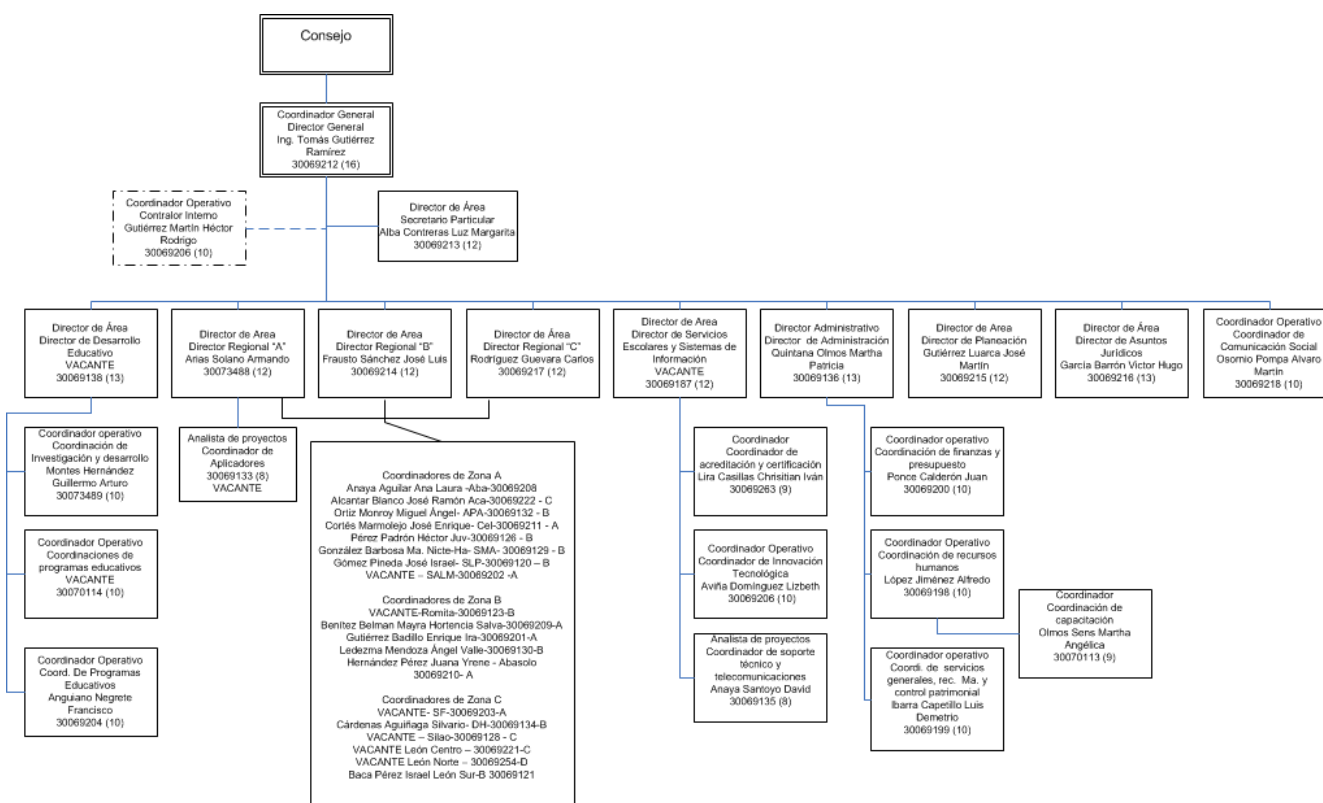 Consejo
Coordinador General
Director General
Ing. Tomás Gutiérrez
Ramírez
30069212 (16)
Coordinador Operativo
Contralor Interno
Gutiérrez Martín Héctor
Rodrigo
30069206 (10)
Director de Área
Secretario Particular
Alba Contreras Luz Margarita
30069213 (12)
Director de Área
Director de Desarrollo
Educativo
VACANTE
30069138 (13)
Director de Area
Director Regional "A"
Arias Solano Armando
30073488 (12)
Director de Area
Director Regional "B"
Frausto Sánchez José Luis
30069214 (12)
Director de Área
Director Regional "C"
Rodríguez Guevara Carlos
30069217 (12)
Director de Area
Director de Servicios
Escolares y Sistemas de
Información
VACANTE
30069187 (12)
Director Administrativo
Director de Administración
Quintana Olmos Martha
Patricia
30069136 (13)
Director de Area
Director de Planeación
Gutiérrez Luarca José
Martín
30069215 (12)
Director de Área
Director de Asuntos
Jurídicos
García Barrón Victor Hugo
30069216 (13)
Coordinador Operativo
Coordinador de
Comunicación Social
Osornio Pompa Alvaro
Martín
30069218 (10)
Coordinador operativo
Coordinación de
Investigación y desarrollo
Montes Hernández
Guillermo Arturo
30073489 (10)
Coordinador Operativo
Coordinaciones de
programas educativos
VACANTE
30070114 (10)
Coordinador Operativo
Coord. De Programas
Educativos
Anguiano Negrete
Francisco
30069204 (10)
Analista de proyectos
Coordinador de
Aplicadores
30069133 (8)
VACANTE
Coordinadores de Zona A
Anaya Aguilar Ana Laura -Aba-30069208
Alcantar Blanco José Ramón Aca-30069222 - C
Ortiz Monroy Miguel Ángel- APA-30069132 - B
Cortés Marmolejo José Enrique- Cel-30069211 - A
Pérez Padrón Héctor Juv-30069126 - B
González Barbosa Ma. Nicte-Ha- SMA- 30069129 - B
Gómez Pineda José Israel- SLP-30069120 – B
VACANTE – SALM-30069202 -A
Coordinadores de Zona B
VACANTE-Romita-30069123-B
Benítez Belman Mayra Hortencia Salva-30069209-A
Gutiérrez Badillo Enrique Ira-30069201-A
Ledezma Mendoza Ángel Valle-30069130-B
Hernández Pérez Juana Yrene - Abasolo
30069210- A
Coordinadores de Zona C
VACANTE- SF-30069203-A
Cárdenas Aguiñaga Silvario- DH-30069134-B
VACANTE – Silao-30069128 - C
VACANTE León Centro – 30069221-C
VACANTE León Norte – 30069254-D
Baca Pérez Israel León Sur-B 30069121
Coordinador
Coordinador de
acreditación y certificación
Lira Casillas Chrisitian Iván
30069263 (9)
Coordinador Operativo
Coordinador de Innovación
Tecnológica
Aviña Domínguez Lizbeth
30069206 (10)
Analista de proyectos
Coordinador de soporte
técnico y
telecomunicaciones
Anaya Santoyo David
30069135 (8)
Coordinador operativo
Coordinación de finanzas y
presupuesto
Ponce Calderón Juan
30069200 (10)
Coordinador Operativo
Coordinación de recursos
humanos
López Jiménez Alfredo
30069198 (10)
Coordinador
Coordinación de
capacitación
Olmos Sens Martha
Angélica
30070113 (9)
Coordinador operativo
Coordi. de servicios
generales, rec. Ma. y
control patrimonial
Ibarra Capetillo Luis
Demetrio
30069199 (10)